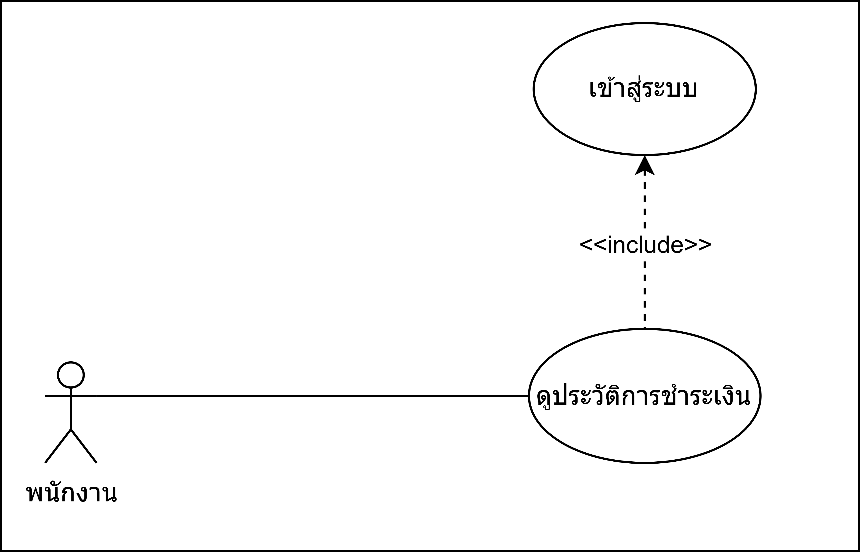 เข้าสู่ระบบ
<<include>>
ดูประวัติการชำระเงิน
พนักงาน